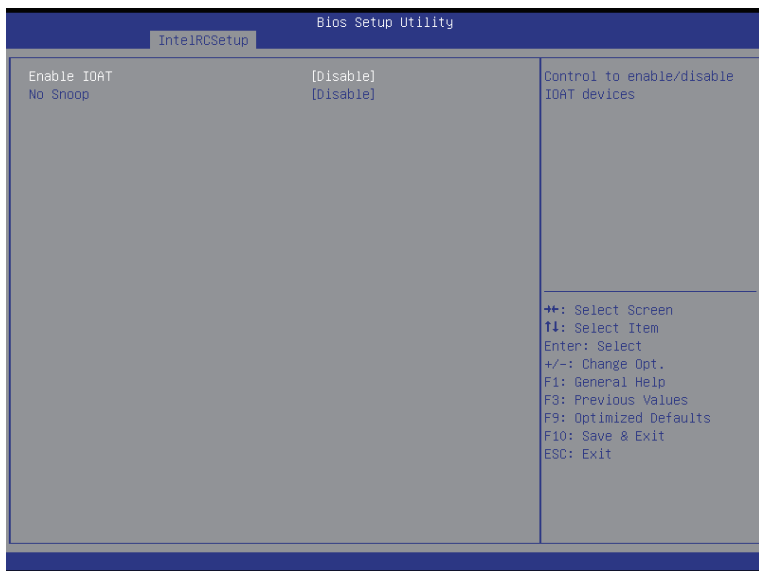 Bios Setup Utility
IntelRCSetup
Enable IOAT [Disable]
No Snoop [Disable]
Control to enable/disable
IOAT devices
→←: Select Screen
↑↓: Select Item
Enter: Select
+/-: Change Opt.
F1: General Help
F3: Previous Values
F9: Optimized Defaults
F10: Save & Exit
ESC: Exit